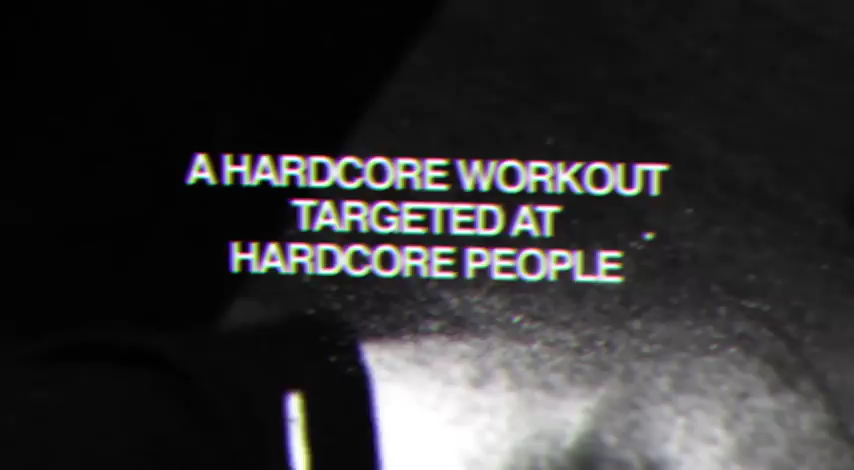 A HARDCORE WORKOUT
TARGETED AT
HARDCORE PEOPLE